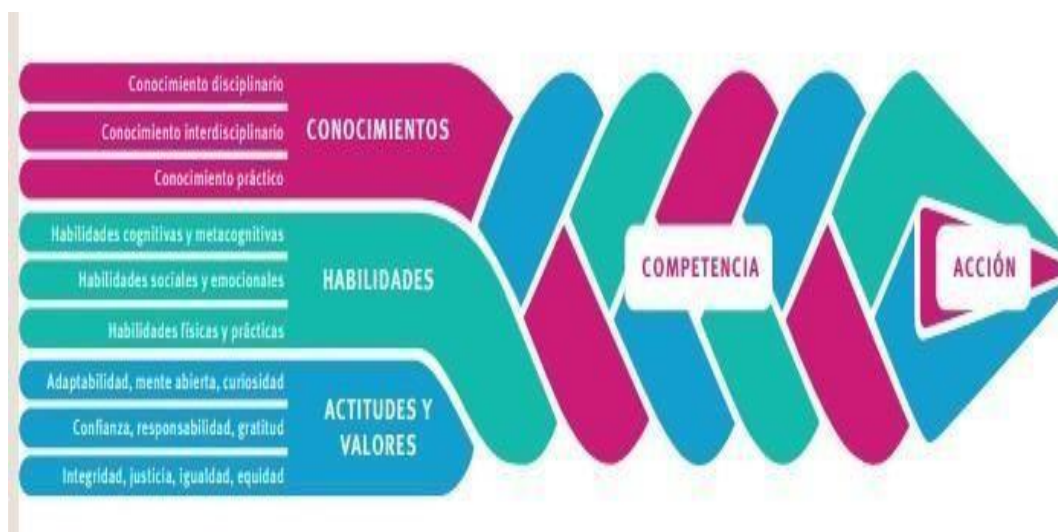 Conocimiento disciplinario
Conocimiento interdisciplinario
Conocimiento práctico
CONOCIMIENTOS
Habilidades cognitivas y metacognitivas
Habilidades sociales y emocionales
Habilidades físicas y prácticas
HABILIDADES
Adaptabilidad, mente abierta, curiosidad
Confianza, responsabilidad, gratitud
Integridad, justicia, igualdad, equidad
ACTITUDES Y
VALORES
COMPETENCIA
ACCIÓN